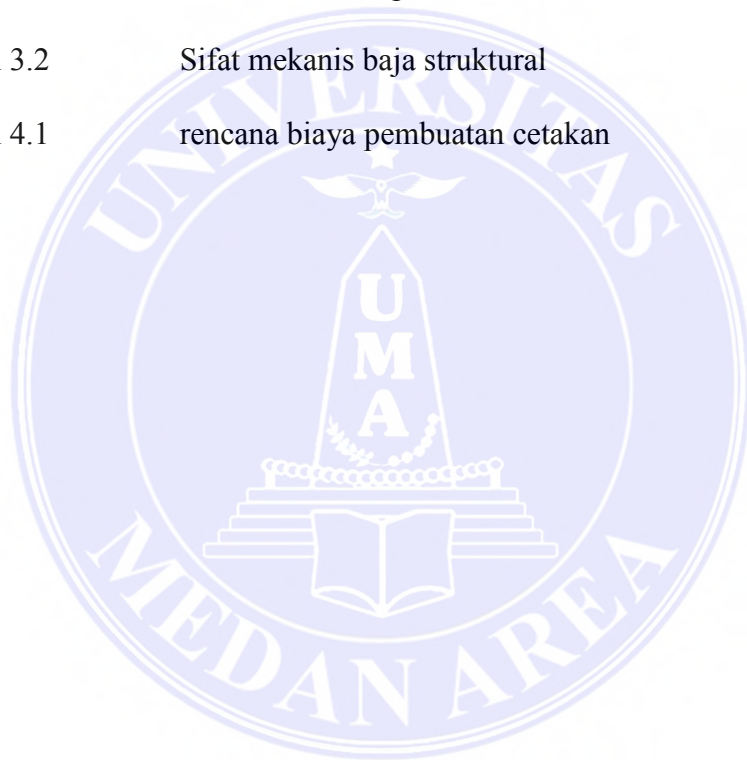 3.2 Sifat mekanis baja struktural
4.1 rencana biaya pembuatan cetakan
UNIVERSITAS
UMA
MEDAN AREA